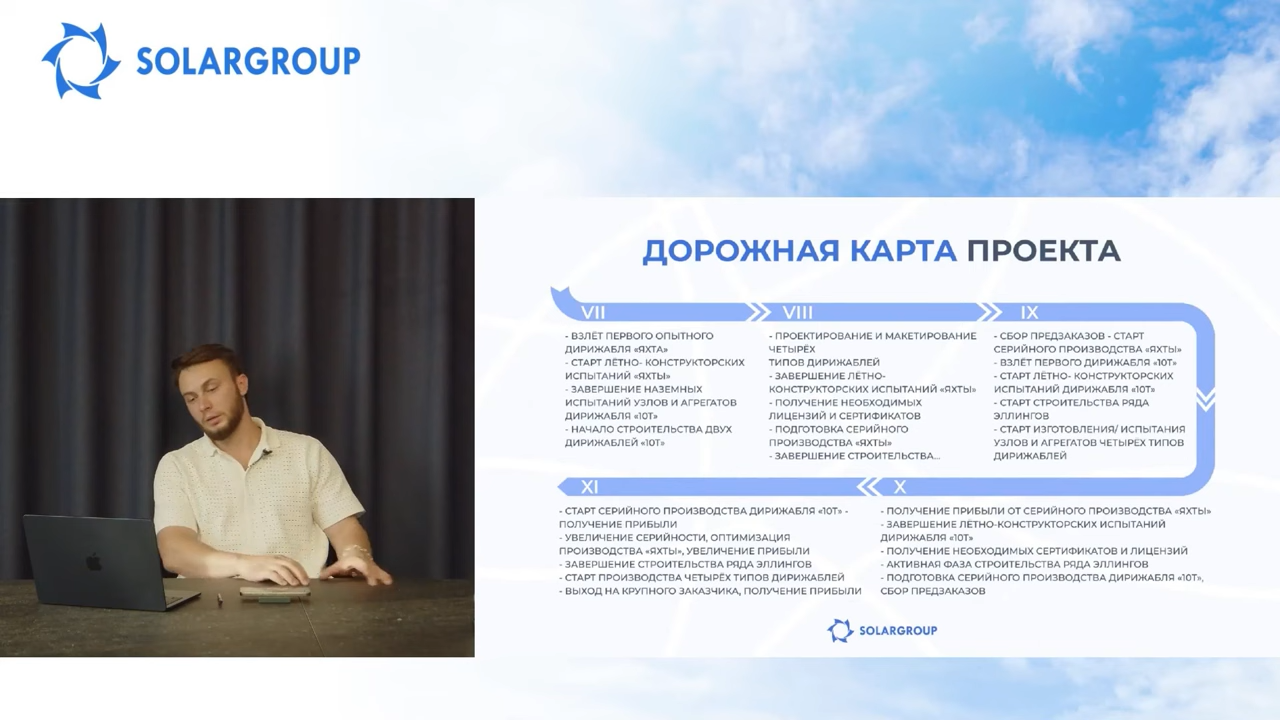 SOLARGROUP
ДОРОЖНАЯ КАРТА ПРОЕКТА
VII
- ВЗЛЁТ ПЕРВОГО ОПЫТНОГО
ДИРИЖАБЛЯ «ЯХТА»
- СТАРТ ЛЁТНО- КОНСТРУКТОРСКИХ
ИСПЫТАНИЙ «ЯХТЫ»
- ЗАВЕРШЕНИЕ НАЗЕМНЫХ
ИСПЫТАНИЙ УЗЛОВ И АГРЕГАТОВ
ДИРИЖАБЛЯ «10Т»
- НАЧАЛО СТРОИТЕЛЬСТВА ДВУХ
ДИРИЖАБЛЕЙ «10Т»
VIII
- ПРОЕКТИРОВАНИЕ И МАКЕТИРОВАНИЕ
ЧЕТЫРЁХ
ТИПОВ ДИРИЖАБЛЕЙ
- ЗАВЕРШЕНИЕ ЛЁТНО-
КОНСТРУКТОРСКИХ ИСПЫТАНИЙ «ЯХТЫ»
- ПОЛУЧЕНИЕ НЕОБХОДИМЫХ
ЛИЦЕНЗИЙ И СЕРТИФИКАТОВ
- ПОДГОТОВКА СЕРИЙНОГО
ПРОИЗВОДСТВА «ЯХТЫ»
- ЗАВЕРШЕНИЕ СТРОИТЕЛЬСТВА...
IX
- СБОР ПРЕДЗАКАЗОВ - СТАРТ
СЕРИЙНОГО ПРОИЗВОДСТВА «ЯХТЫ»
- ВЗЛЁТ ПЕРВОГО ДИРИЖАБЛЯ «10Т»
- СТАРТ ЛЁТНО- КОНСТРУКТОРСКИХ
ИСПЫТАНИЙ ДИРИЖАБЛЯ «10Т»
- СТАРТ СТРОИТЕЛЬСТВА РЯДА
ЭЛЛИНГОВ
- СТАРТ ИЗГОТОВЛЕНИЯ/ ИСПЫТАНИЯ
УЗЛОВ И АГРЕГАТОВ ЧЕТЫРЁХ ТИПОВ
ДИРИЖАБЛЕЙ
X
- ПОЛУЧЕНИЕ ПРИБЫЛИ ОТ СЕРИЙНОГО ПРОИЗВОДСТВА «ЯХТЫ»
- ЗАВЕРШЕНИЕ ЛЁТНО-КОНСТРУКТОРСКИХ ИСПЫТАНИЙ
ДИРИЖАБЛЯ «10Т»
- ПОЛУЧЕНИЕ НЕОБХОДИМЫХ СЕРТИФИКАТОВ И ЛИЦЕНЗИЙ
- АКТИВНАЯ ФАЗА СТРОИТЕЛЬСТВА РЯДА ЭЛЛИНГОВ
- ПОДГОТОВКА СЕРИЙНОГО ПРОИЗВОДСТВА ДИРИЖАБЛЯ «10Т»,
СБОР ПРЕДЗАКАЗОВ
XI
- СТАРТ СЕРИЙНОГО ПРОИЗВОДСТВА ДИРИЖАБЛЯ «10Т» -
ПОЛУЧЕНИЕ ПРИБЫЛИ
- УВЕЛИЧЕНИЕ СЕРИЙНОСТИ, ОПТИМИЗАЦИЯ
ПРОИЗВОДСТВА «ЯХТЫ», УВЕЛИЧЕНИЕ ПРИБЫЛИ
- ЗАВЕРШЕНИЕ СТРОИТЕЛЬСТВА РЯДА ЭЛЛИНГОВ
- СТАРТ ПРОИЗВОДСТВА ЧЕТЫРЁХ ТИПОВ ДИРИЖАБЛЕЙ
- ВЫХОД НА КРУПНОГО ЗАКАЗЧИКА, ПОЛУЧЕНИЕ ПРИБЫЛИ
SOLARGROUP